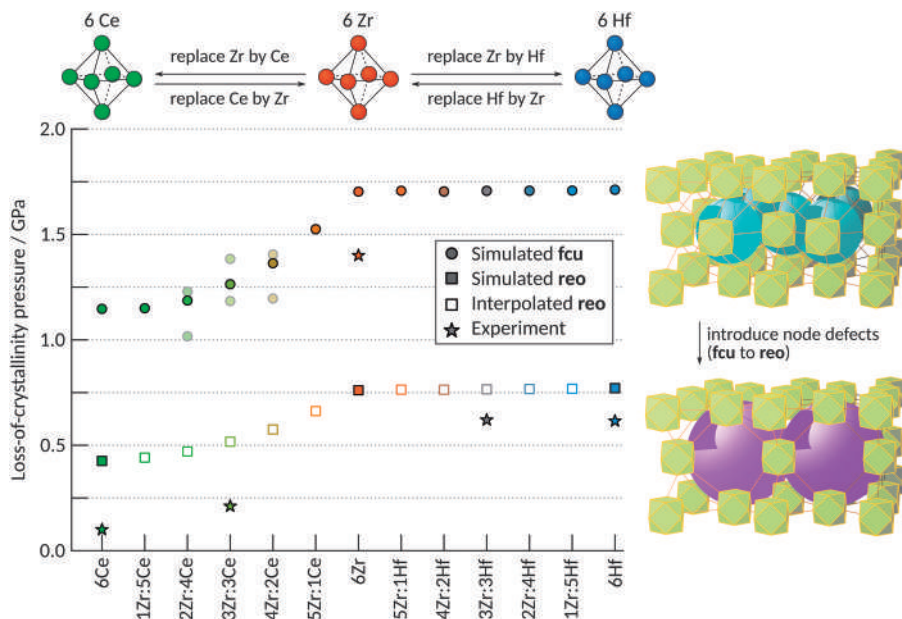 6 Ce
6 Zr
6 Hf
replace Zr by Ce
replace Ce by Zr
replace Zr by Hf
replace Hf by Zr
Loss-of-crystallinity pressure / GPa
2.0
1.5
1.0
0.5
0.0
Simulated fcu
Simulated reo
Interpolated reo
Experiment
6Ce
1Zr:5Ce
2Zr:4Ce
3Zr:3Ce
4Zr:2Ce
5Zr:1Ce
6Zr
5Zr:1Hf
4Zr:2Hf
3Zr:3Hf
2Zr:4Hf
1Zr:5Hf
6Hf
introduce node defects
(fcu to reo)